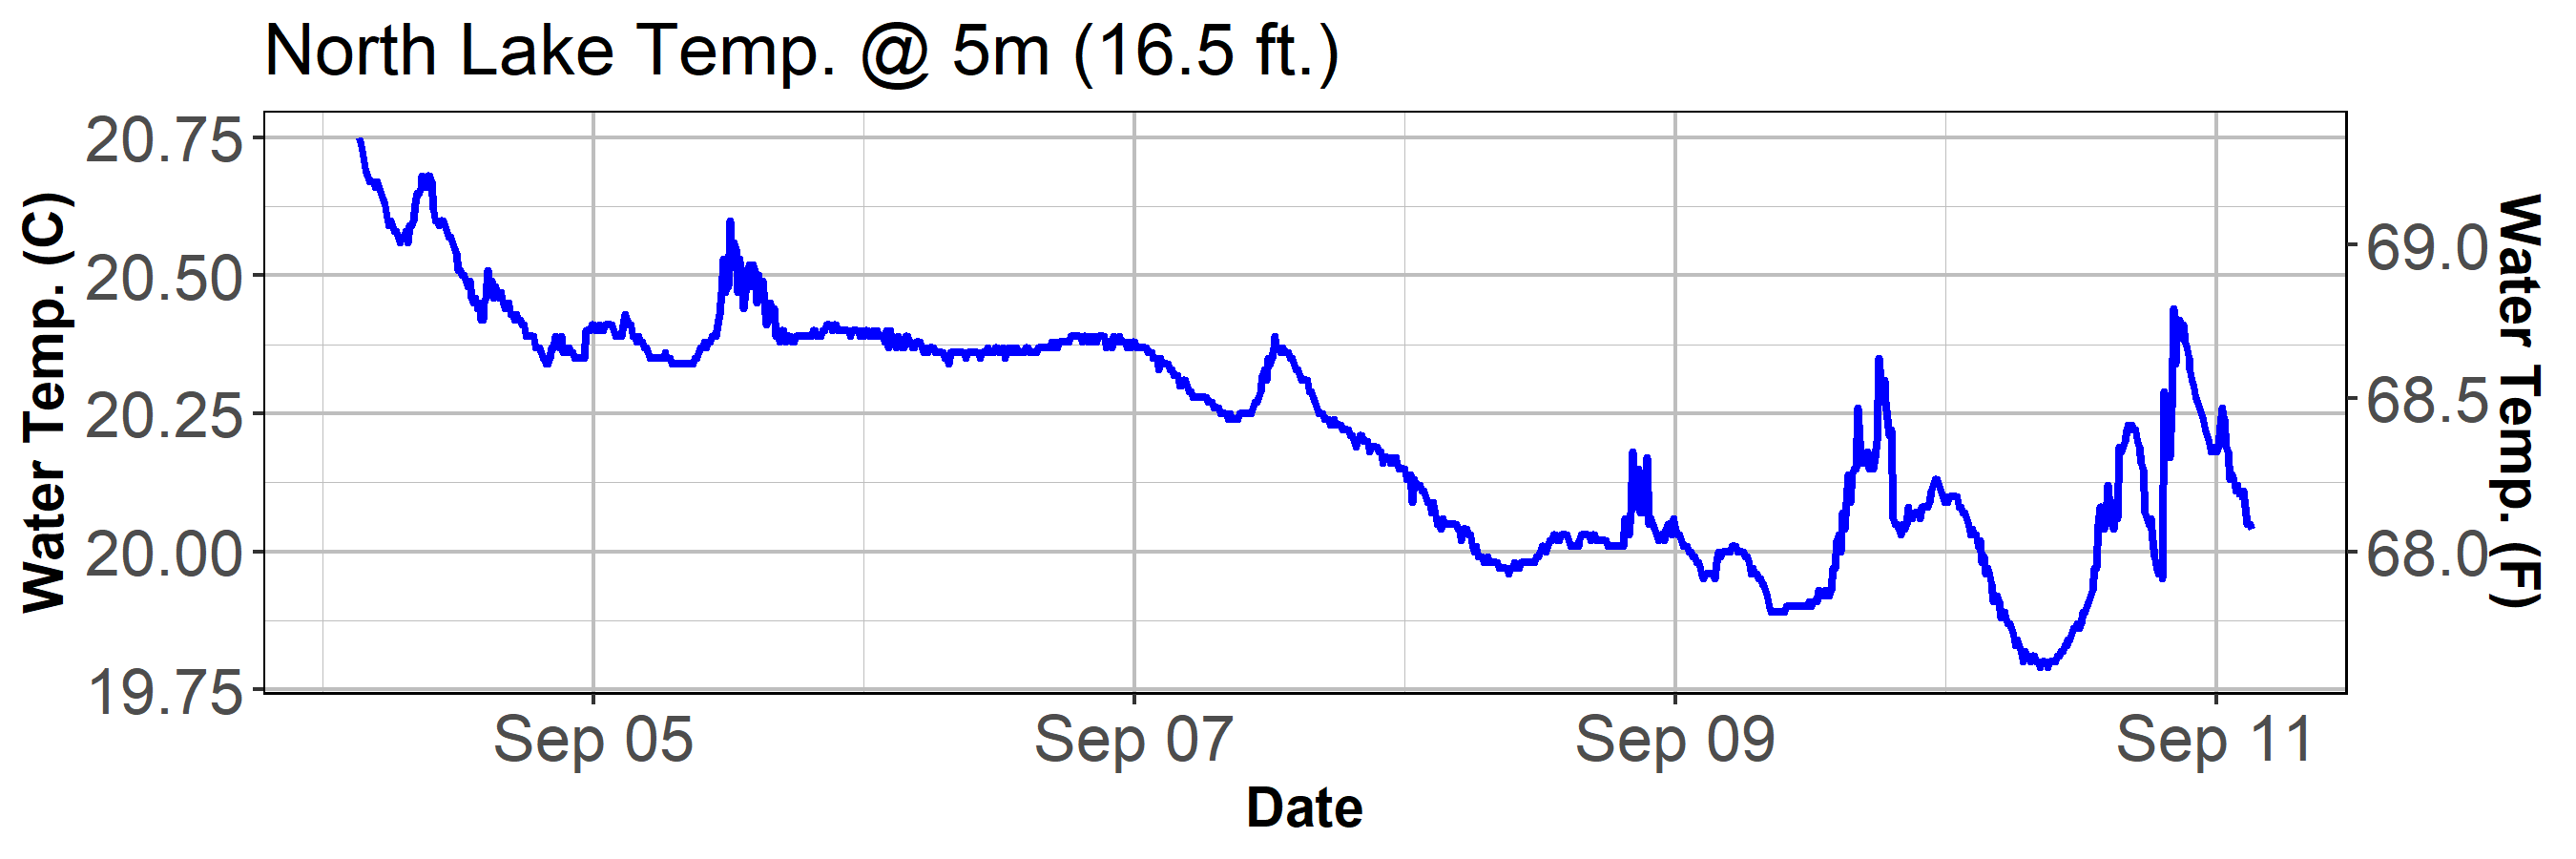 North Lake Temp. @ 5m (16.5 ft.)
Water Temp. (C)
20.75
20.50
20.25
20.00
19.75
69.0
68.5
68.0
Water Temp. (F)
Sep 05 Sep 07 Sep 09 Sep 11
Date